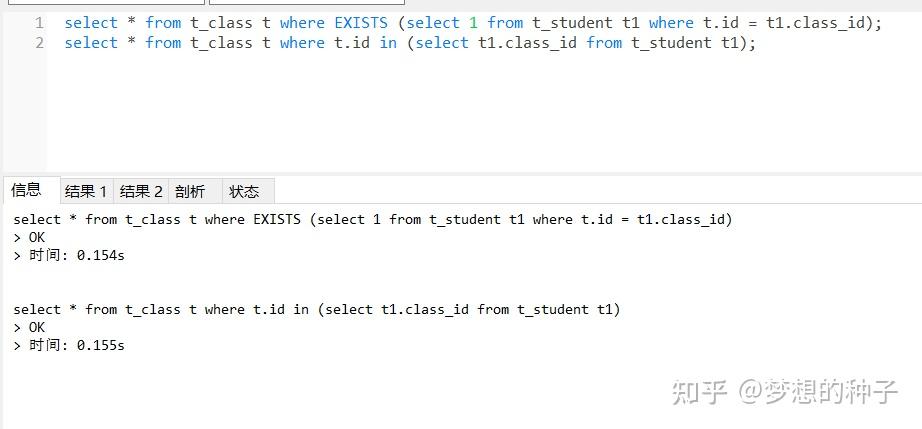 1 select * from t_class t where EXISTS (select 1 from t_student t1 where t.id = t1.class_id);
2 select * from t_class t where t.id in (select t1.class_id from t_student t1);
信息 结果 1 结果 2 剖析 状态
select * from t_class t where EXISTS (select 1 from t_student t1 where t.id = t1.class_id)
> OK
> 时间: 0.154s
select * from t_class t where t.id in (select t1.class_id from t_student t1)
> OK
> 时间: 0.155s
知乎 @梦想的种子